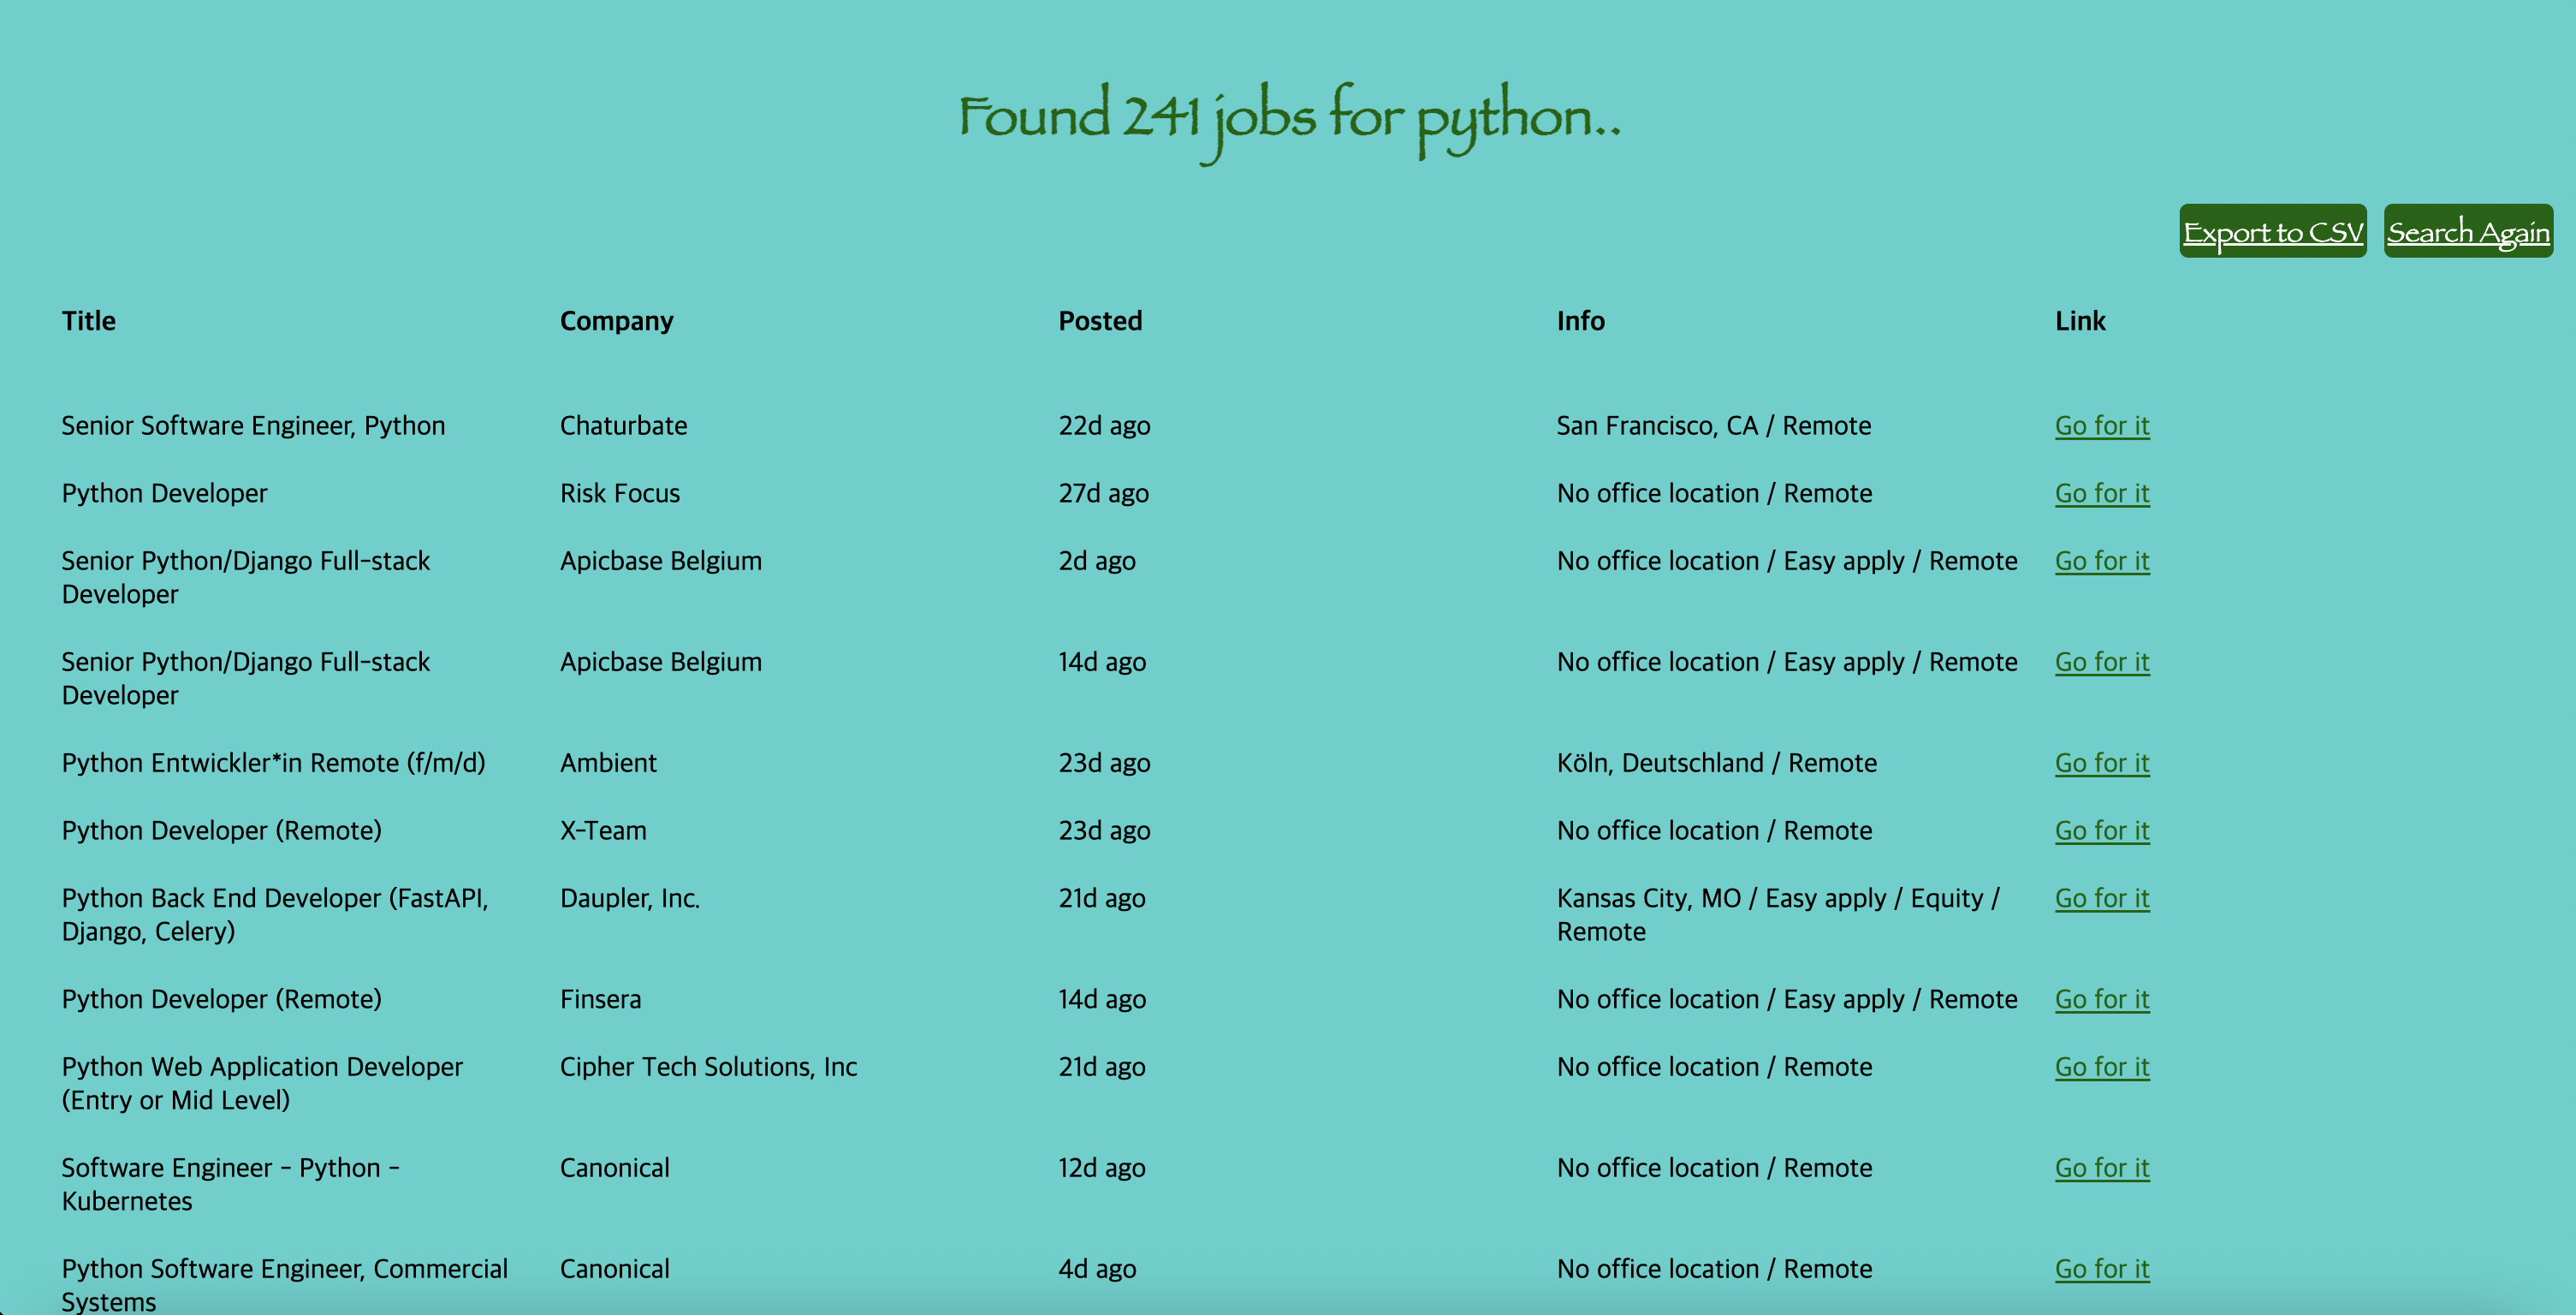 Found 241 jobs for python..
Export to CSV Search Again
Title Company Posted Info Link
Senior Software Engineer, Python Chaturbate 22d ago San Francisco, CA / Remote Go for it
Python Developer Risk Focus 27d ago No office location / Remote Go for it
Senior Python/Django Full-stack Apicbase Belgium 2d ago No office location / Easy apply / Remote Go for it
Developer
Senior Python/Django Full-stack Apicbase Belgium 14d ago No office location / Easy apply / Remote Go for it
Developer
Python Entwickler*in Remote (f/m/d) Ambient 23d ago Köln, Deutschland / Remote Go for it
Python Developer (Remote) X-Team 23d ago No office location / Remote Go for it
Python Back End Developer (FastAPI, Daupler, Inc. 21d ago Kansas City, MO / Easy apply / Equity / Go for it
Django, Celery) Remote
Python Developer (Remote) Finsera 14d ago No office location / Easy apply / Remote Go for it
Python Web Application Developer Cipher Tech Solutions, Inc 21d ago No office location / Remote Go for it
(Entry or Mid Level)
Software Engineer - Python - Canonical 12d ago No office location / Remote Go for it
Kubernetes
Python Software Engineer, Commercial Canonical 4d ago No office location / Remote Go for it
Systems